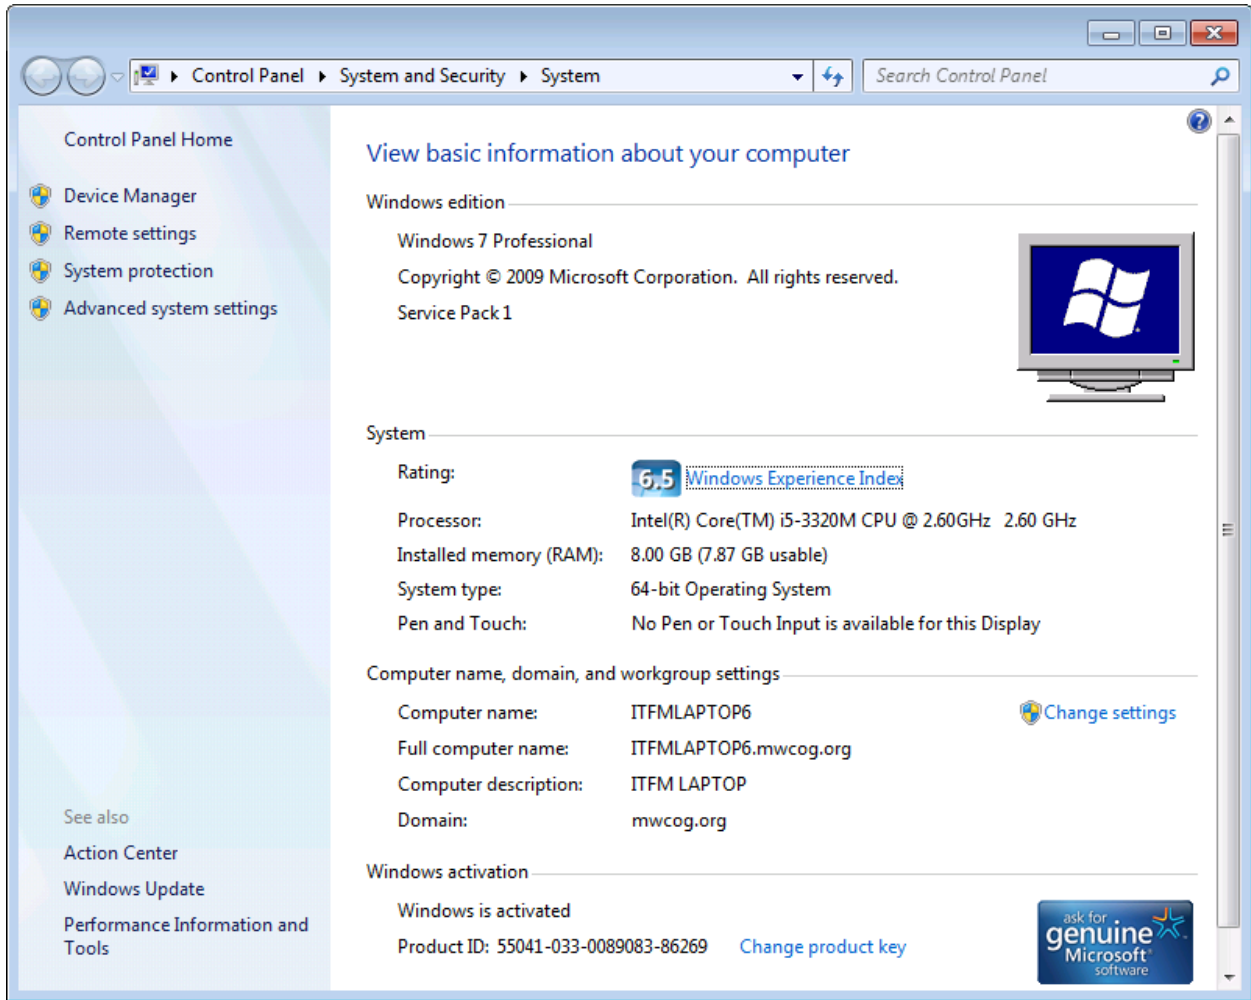 Control Panel System and Security System
Search Control Panel
Control Panel Home
Device Manager
Remote settings
System protection
Advanced system settings
See also
Action Center
Windows Update
Performance Information and
Tools
View basic information about your computer
Windows edition
Windows 7 Professional
Copyright © 2009 Microsoft Corporation.  All rights reserved.
Service Pack 1
System
Rating: 6.5 Windows Experience Index
Processor: Intel(R) Core(TM) i5-3320M CPU @ 2.60GHz 2.60 GHz
Installed memory (RAM): 8.00 GB (7.87 GB usable)
System type: 64-bit Operating System
Pen and Touch: No Pen or Touch Input is available for this Display
Computer name, domain, and workgroup settings
Computer name: ITFMLAPTOP6 Change settings
Full computer name: ITFMLAPTOP6.mwcog.org
Computer description: ITFM LAPTOP
Domain: mwcog.org
Windows activation
Windows is activated
Product ID: 55041-033-0089083-86269 Change product key
ask for
genuine
Microsoft
software